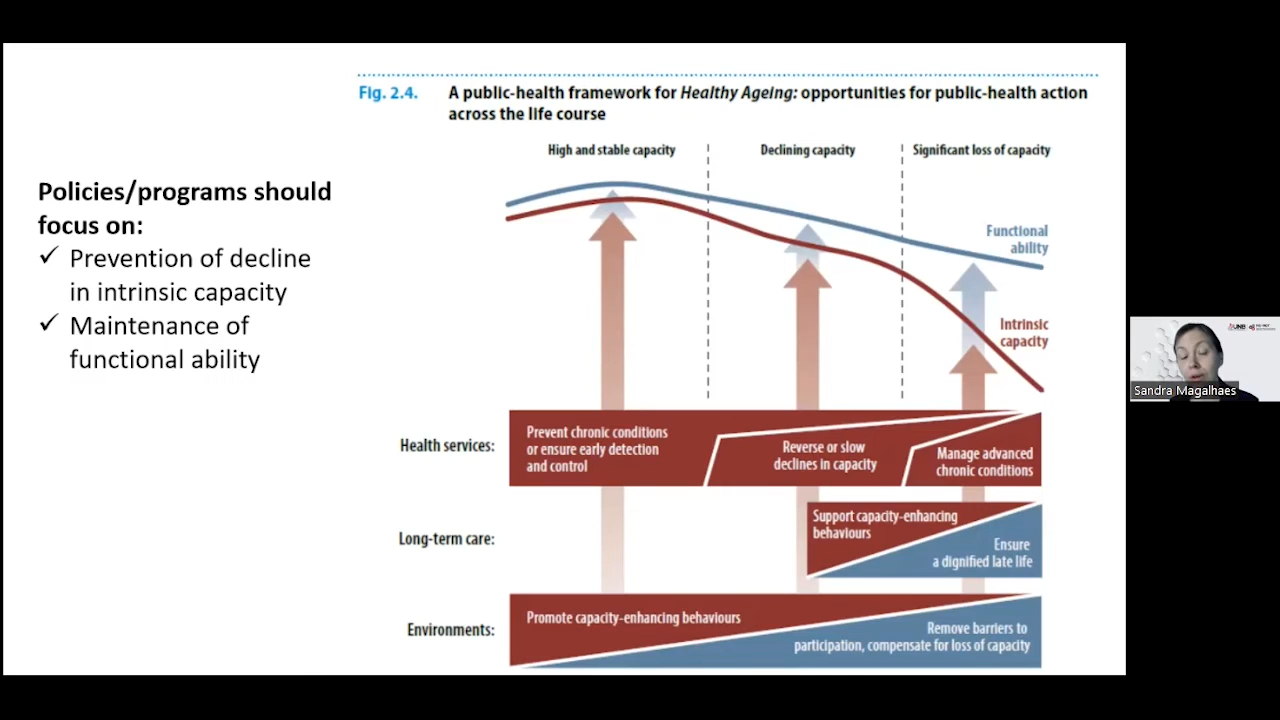 Fig. 2.4. A public-health framework for Healthy Ageing: opportunities for public-health action
across the life course
High and stable capacity
Declining capacity
Significant loss of capacity
Policies/programs should
focus on:
✓ Prevention of decline
in intrinsic capacity
✓ Maintenance of
functional ability
Functional
ability
Intrinsic
capacity
Health services:
Prevent chronic conditions
or ensure early detection
and control
Reverse or slow
declines in capacity
Manage advanced
chronic conditions
Long-term care:
Support capacity-enhancing
behaviours
Ensure
a dignified late life
Environments:
Promote capacity-enhancing behaviours
Remove barriers to
participation, compensate for loss of capacity
UNB
Sandra Magalhaes